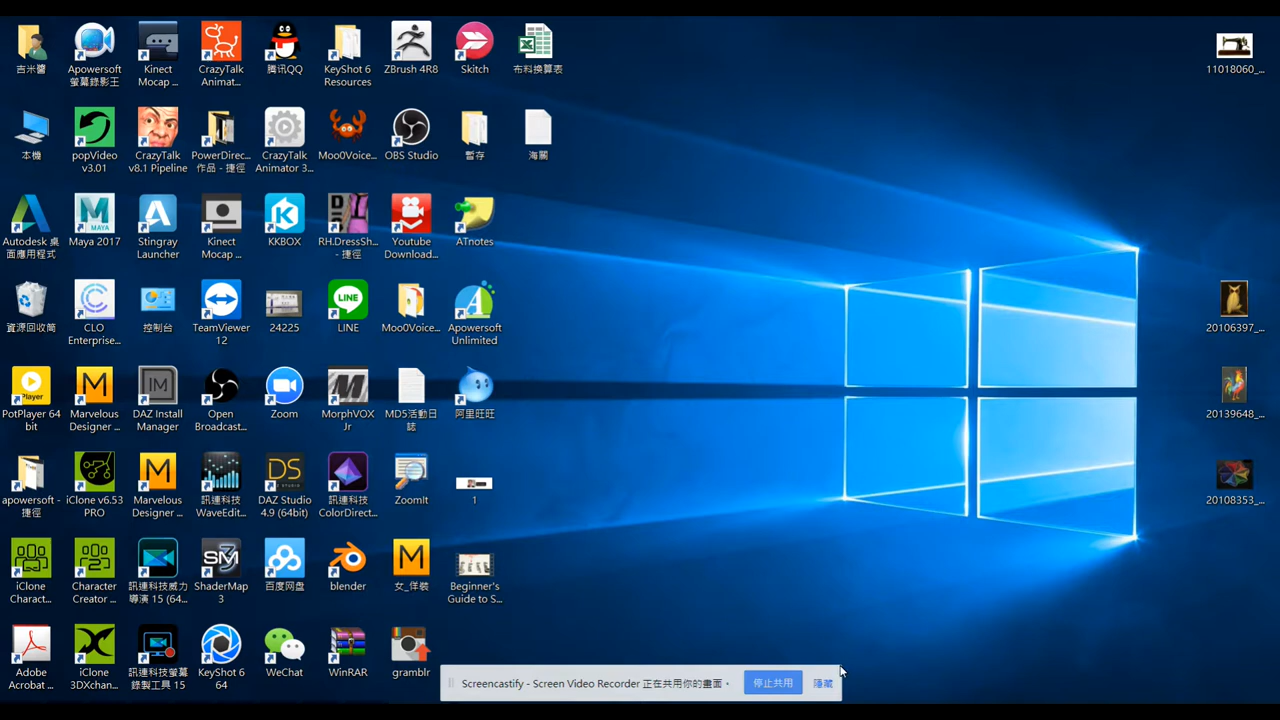 吉米醬
Apowersoft
螢幕錄影王
Kinect
Mocap ...
CrazyTalk
Animat...
腾讯QQ
KeyShot 6
Resources
ZBrush 4R8
Skitch
布料換算表
11018060_...
本機
popVideo
v3.01
CrazyTalk
v8.1 Pipeline
PowerDirec...
作品 - 捷徑
CrazyTalk
Animator 3...
Moo0Voice...
OBS Studio
暫存
海關
Autodesk 桌
面應用程式
MAYA
Maya 2017
Stingray
Launcher
Kinect
Mocap ...
KKBOX
RH.DressSh...
- 捷徑
Youtube
Download...
ATnotes
資源回收筒
CLO
Enterprise...
控制台
TeamViewer
12
24225
LINE
LINE
Moo0Voice...
Apowersoft
Unlimited
20106397_...
Player
PotPlayer 64
bit
Marvelous
Designer ...
IM
DAZ Install
Manager
Open
Broadcast...
Zoom
MorphVOX
Jr
MD5活動日
誌
阿里旺旺
20139648_...
apowersoft -
捷徑
iClone v6.53
PRO
Marvelous
Designer ...
訊連科技
WaveEdit...
DS
DAZ Studio
4.9 (64bit)
訊連科技
ColorDirect...
ZoomIt
1
20108353_...
iClone
Charact...
Character
Creator ...
訊連科技威力
導演 15 (64...
ShaderMap
3
百度网盘
blender
女_佯裝
Beginner's
Guide to S...
Adobe
Acrobat ...
iClone
3DXchan...
訊連科技螢幕
錄製工具 15
KeyShot 6
64
WeChat
WinRAR
gramblr
Screencastify - Screen Video Recorder 正在共用你的畫面。
停止共用
隱藏